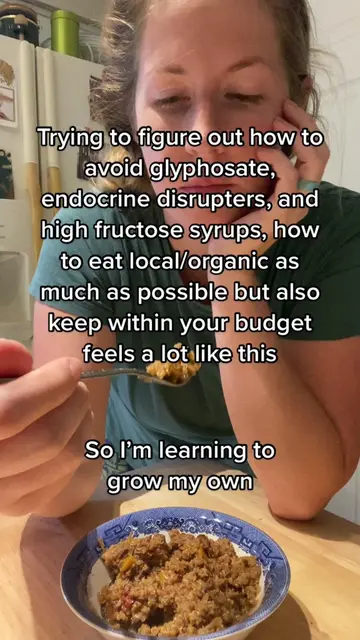 Trying to figure out how to
avoid glyphosate,
endocrine disrupters, and
high fructose syrups, how
to eat local/organic as
much as possible but also
keep within your budget
feels a lot like this
So I'm learning to
grow my own